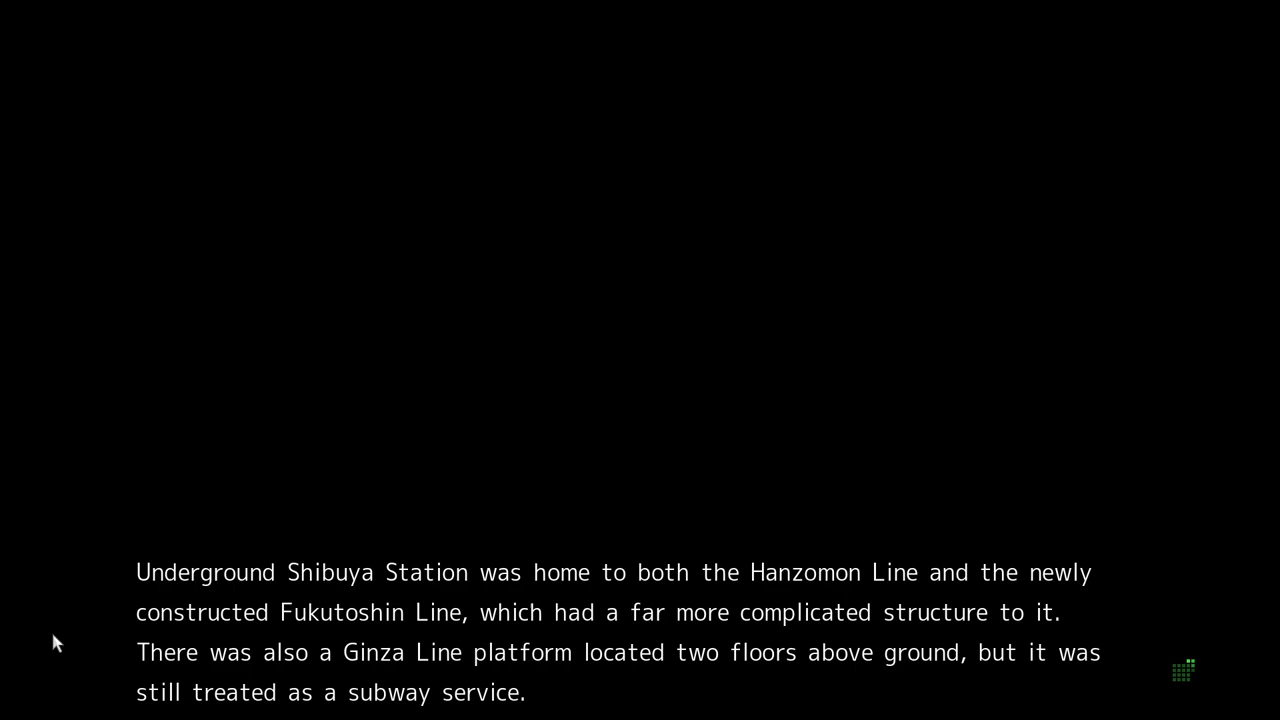 Underground Shibuya Station was home to both the Hanzomon Line and the newly
constructed Fukutoshin Line, which had a far more complicated structure to it.
There was also a Ginza Line platform located two floors above ground, but it was
still treated as a subway service.